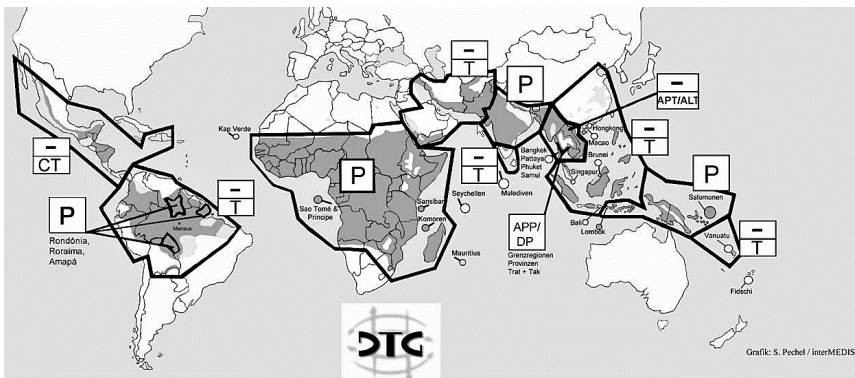 –
T
P
–
APT/ALT
Kap Verde
–
CT
Hongkong
Macao
Bangkok
Pattaya
Phuket
Samui
Brunei
Singapur
–
T
–
T
P
–
T
P
Rondônia,
Roraima,
Amapá
Manaus
P
Sao Tomé &
Principe
Sansibar
Komoren
Seychellen
Malediven
P
Salomonen
APP/
DP
Grenzregionen
Provinzen
Trat + Tak
Bali
Lombok
Vanuatu
–
T
Mauritius
Fidschi
DTG
Grafik: S. Pechel / interMEDIS